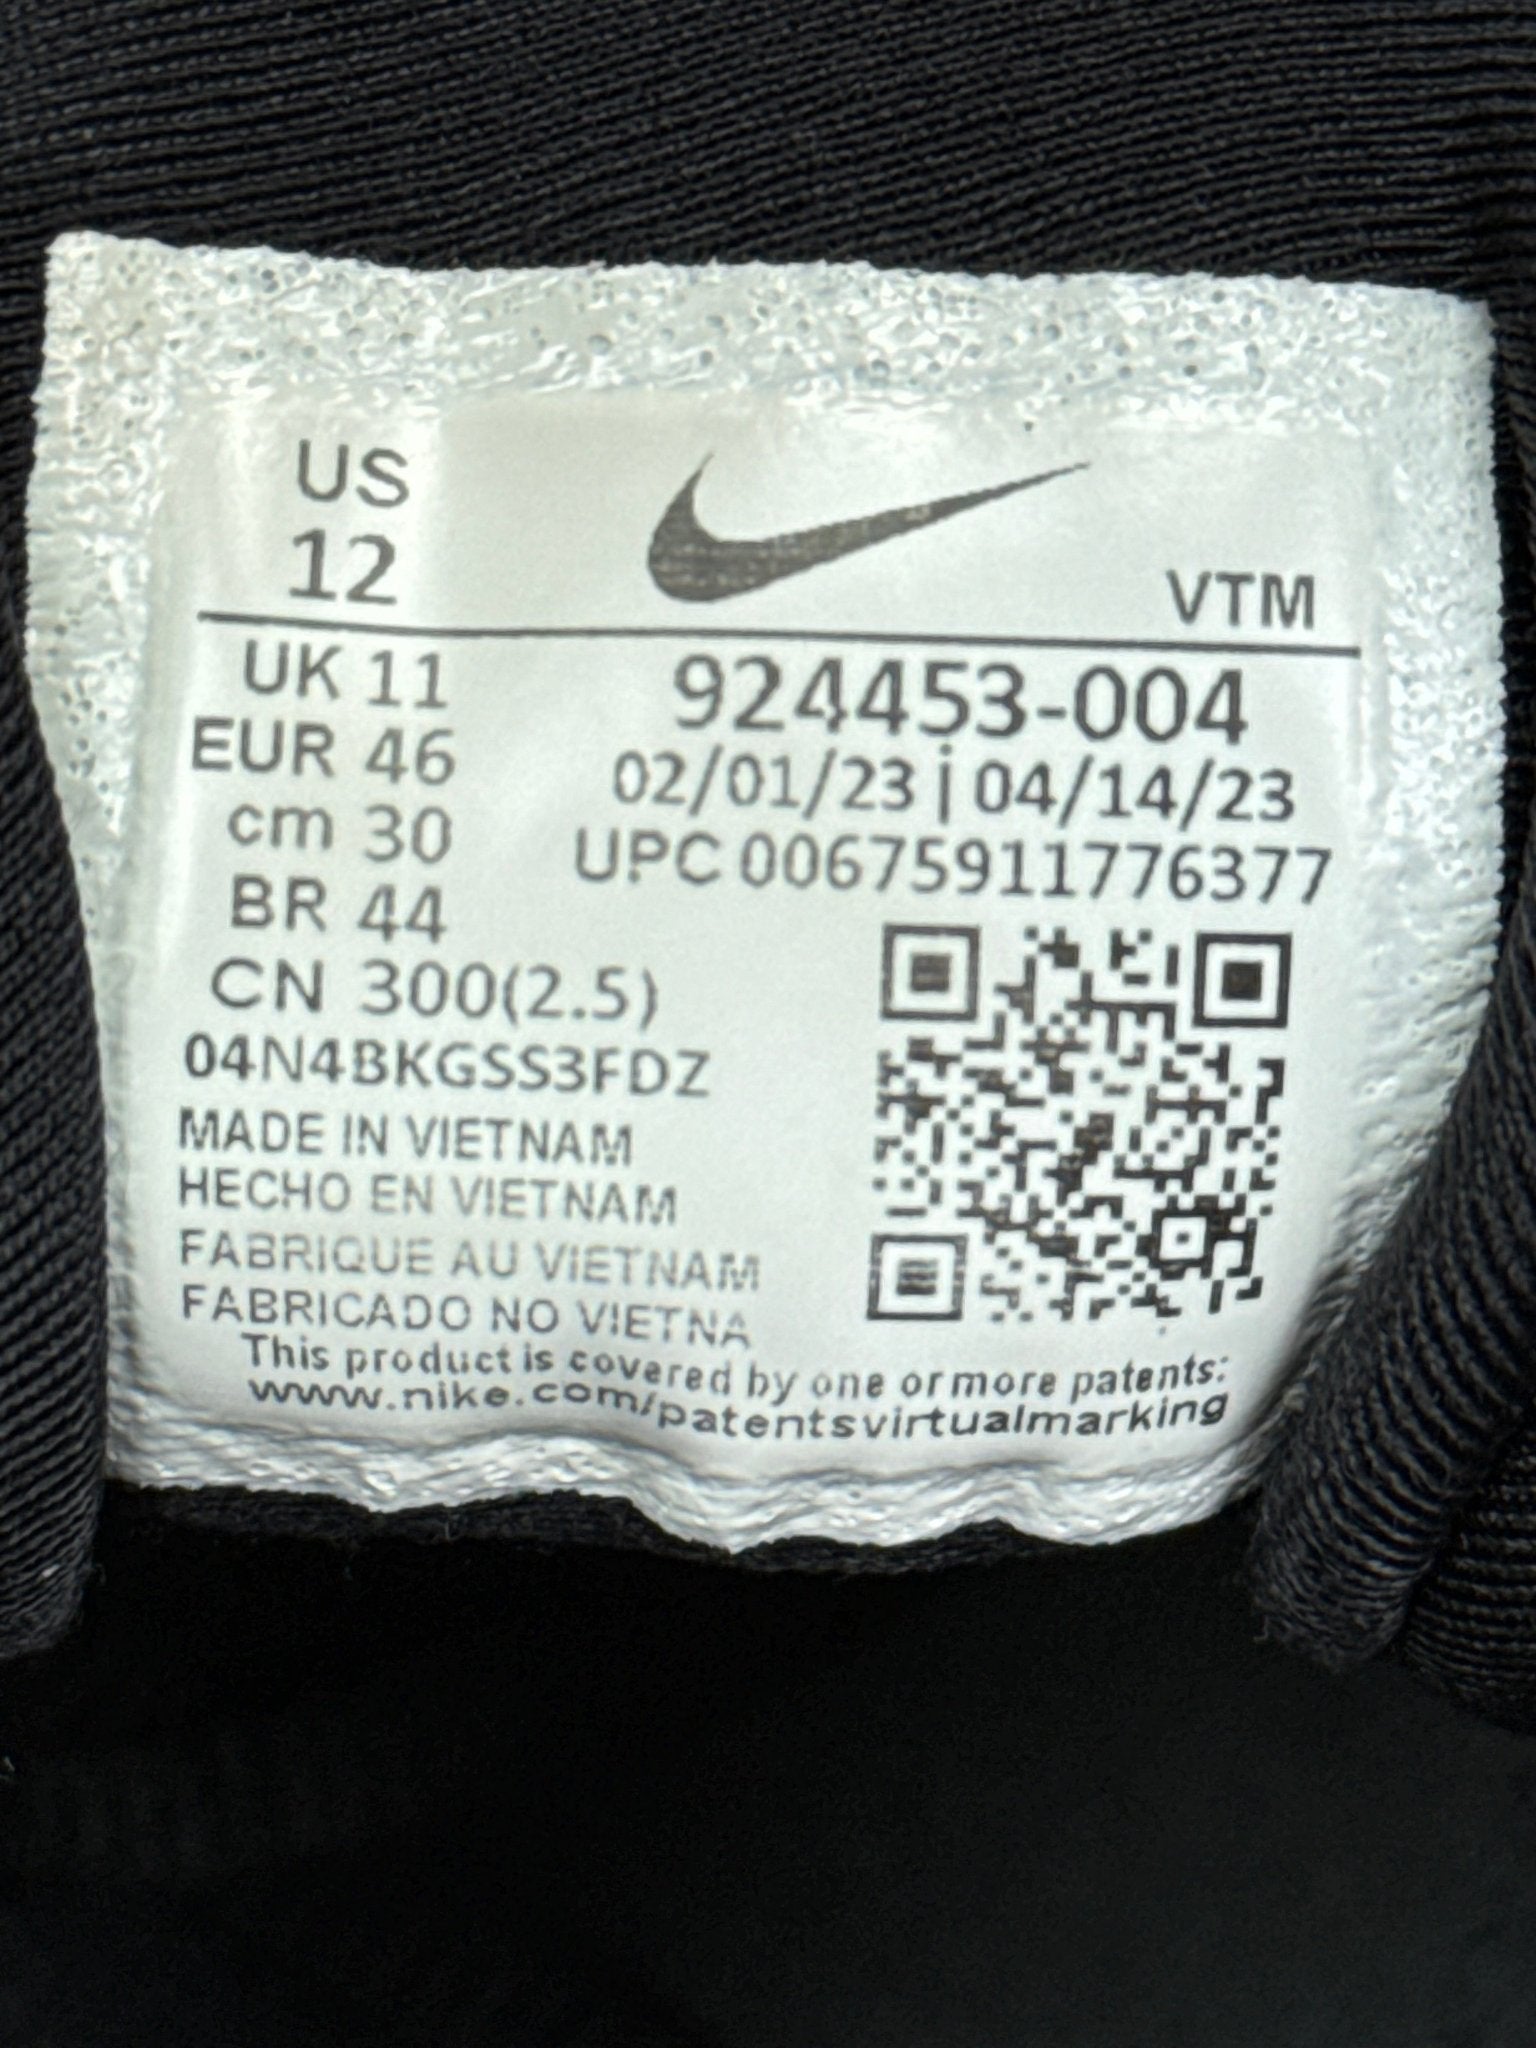 US
12
VTM
UK 11
EUR 46
cm 30
BR 44
CN 300(2.5)
924453-004
02/01/23 | 04/14/23
UPC 00675911776377
04N4BKGSS3FDZ
MADE IN VIETNAM
HECHO EN VIETNAM
FABRIQUE AU VIETNAM
FABRICADO NO VIETNA
This product is covered by one or more patents:
www.nike.com/patentsvirtualmarking